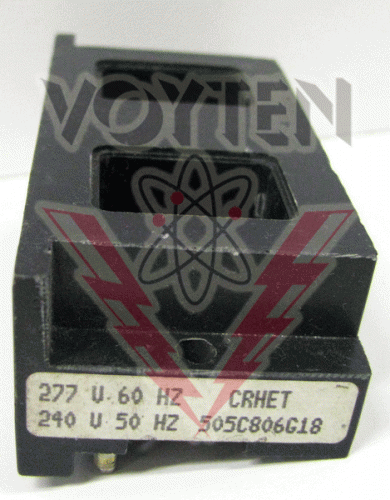 VOYTEN
277 V 60 HZ CRHET
240 V 50 HZ 505C806G18